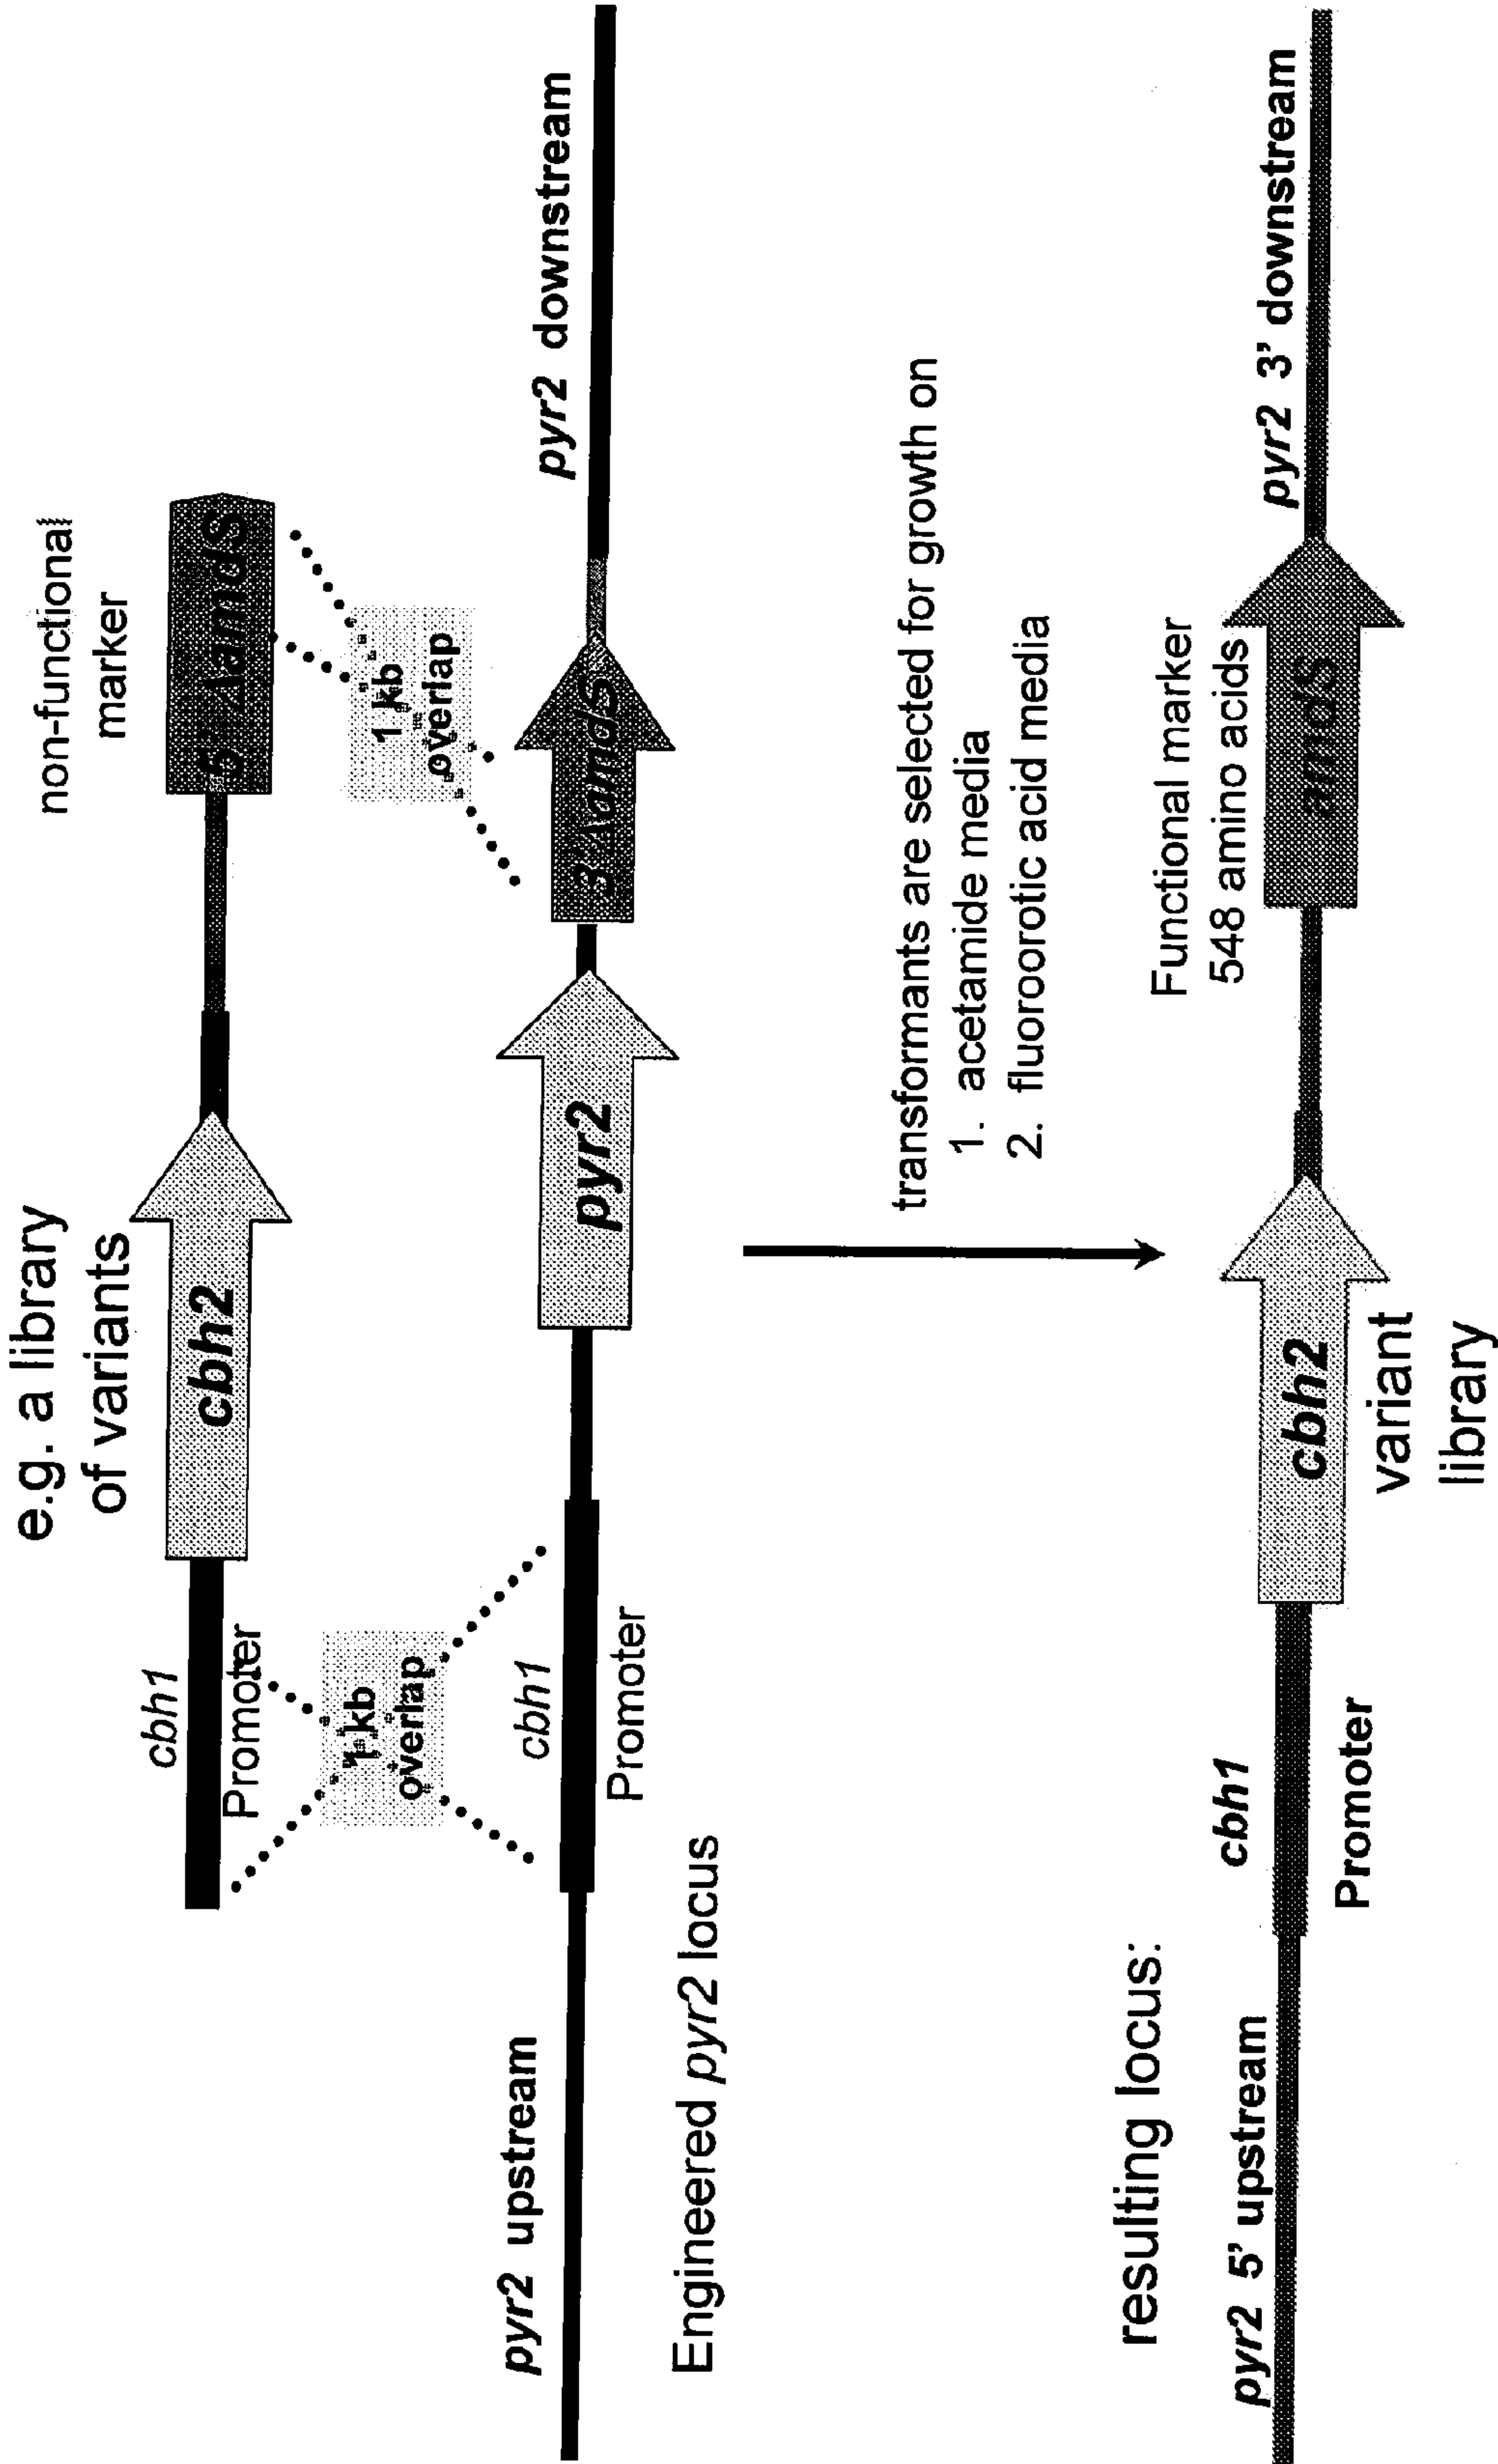 e.g. a library
of variants
non-functional
marker
cbh1
Promoter
cbh2
5'ΔamdS
1 kb
overlap
1 kb
overlap
pyr2 upstream
cbh1
Promoter
pyr2
3'ΔamdS
pyr2 downstream
Engineered pyr2 locus
transformants are selected for growth on
1. acetamide media
2. fluoroorotic acid media
resulting locus:
Functional marker
548 amino acids
pyr2 5' upstream
cbh1
Promoter
cbh2
variant
library
amdS
pyr2 3' downstream